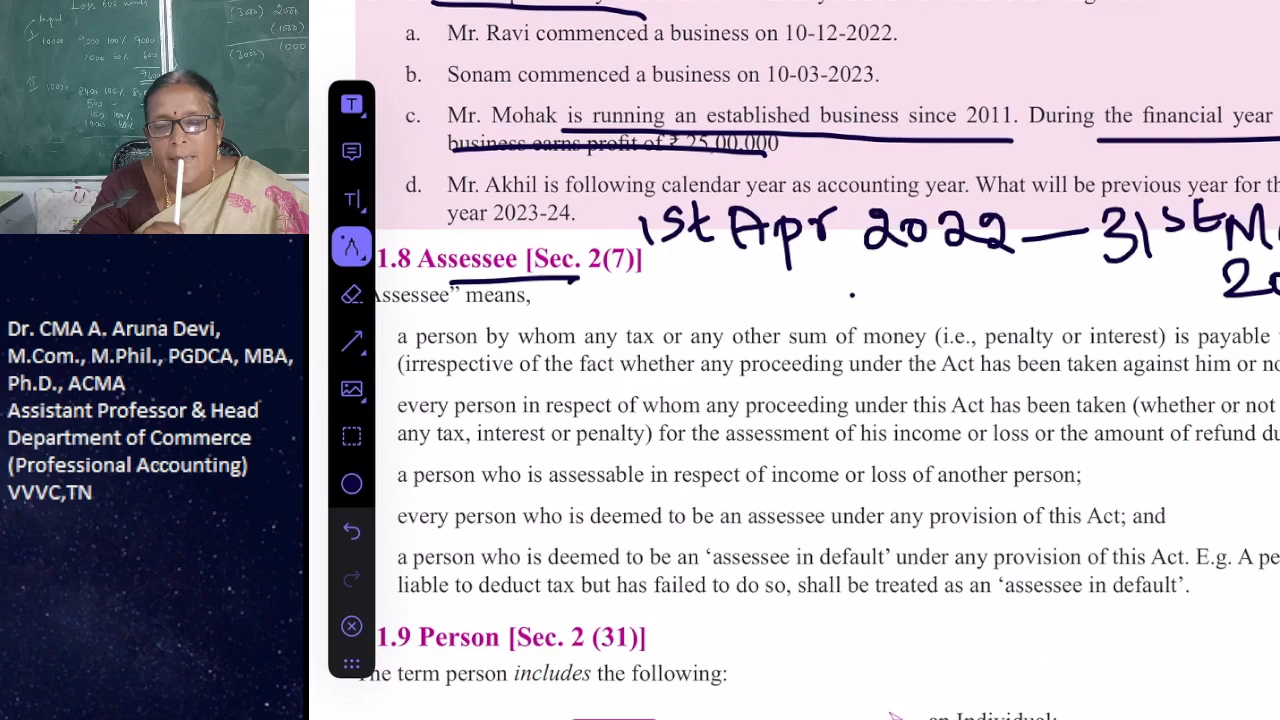 Loss
Input
I
10000
II
(3000) 2000
(1000)
(3000) 1000
a. Mr. Ravi commenced a business on 10-12-2022.
b. Sonam commenced a business on 10-03-2023.
c. Mr. Mohak is running an established business since 2011. During the financial year
business earns profit of ₹ 25,00,000
d. Mr. Akhil is following calendar year as accounting year. What will be previous year for th
year 2023-24.
1st Apr 2022 — 31st M
20
1.8 Assessee [Sec. 2(7)]
Assessee” means,
a person by whom any tax or any other sum of money (i.e., penalty or interest) is payable
(irrespective of the fact whether any proceeding under the Act has been taken against him or no
every person in respect of whom any proceeding under this Act has been taken (whether or not
any tax, interest or penalty) for the assessment of his income or loss or the amount of refund du
a person who is assessable in respect of income or loss of another person;
every person who is deemed to be an assessee under any provision of this Act; and
a person who is deemed to be an ‘assessee in default’ under any provision of this Act. E.g. A pe
liable to deduct tax but has failed to do so, shall be treated as an ‘assessee in default’.
1.9 Person [Sec. 2 (31)]
The term person includes the following:
an Individual;
Dr. CMA A. Aruna Devi,
M.Com., M.Phil., PGDCA, MBA,
Ph.D., ACMA
Assistant Professor & Head
Department of Commerce
(Professional Accounting)
VVVC,TN